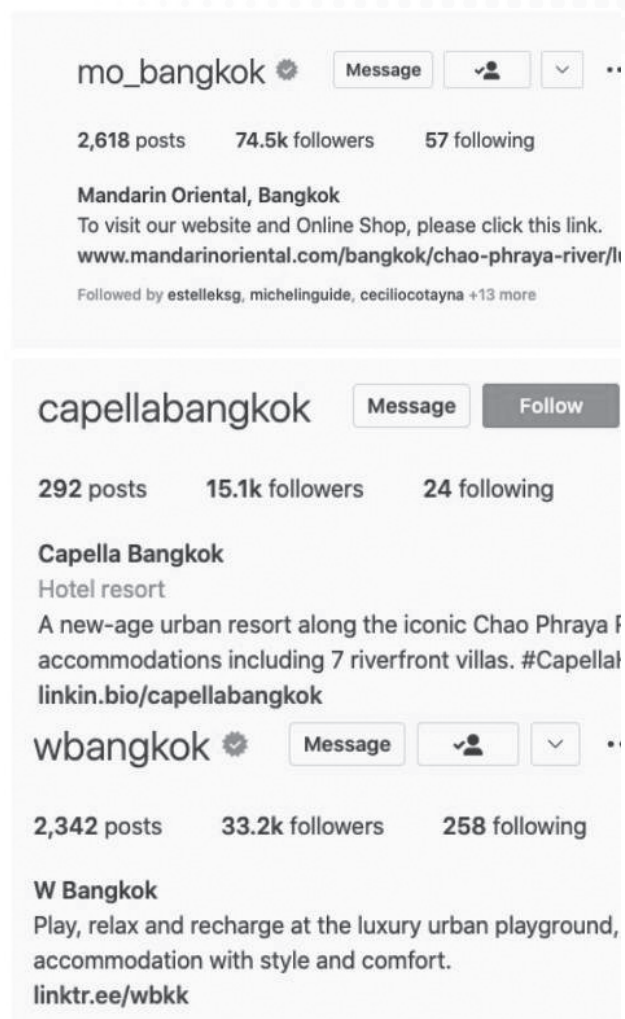 mo_bangkok Message
2,618 posts 74.5k followers 57 following
Mandarin Oriental, Bangkok
To visit our website and Online Shop, please click this link.
www.mandarinoriental.com/bangkok/chao-phraya-river/lu
Followed by estelleksg, michelinguide, ceciliocotayna +13 more
capellabangkok Message Follow
292 posts 15.1k followers 24 following
Capella Bangkok
Hotel resort
A new-age urban resort along the iconic Chao Phraya
accommodations including 7 riverfront villas.
linkin.bio/capellabangkok
wbangkok Message
2,342 posts 33.2k followers 258 following
W Bangkok
Play, relax and recharge at the luxury urban playground,
accommodation with style and comfort.
linktr.ee/wbkk